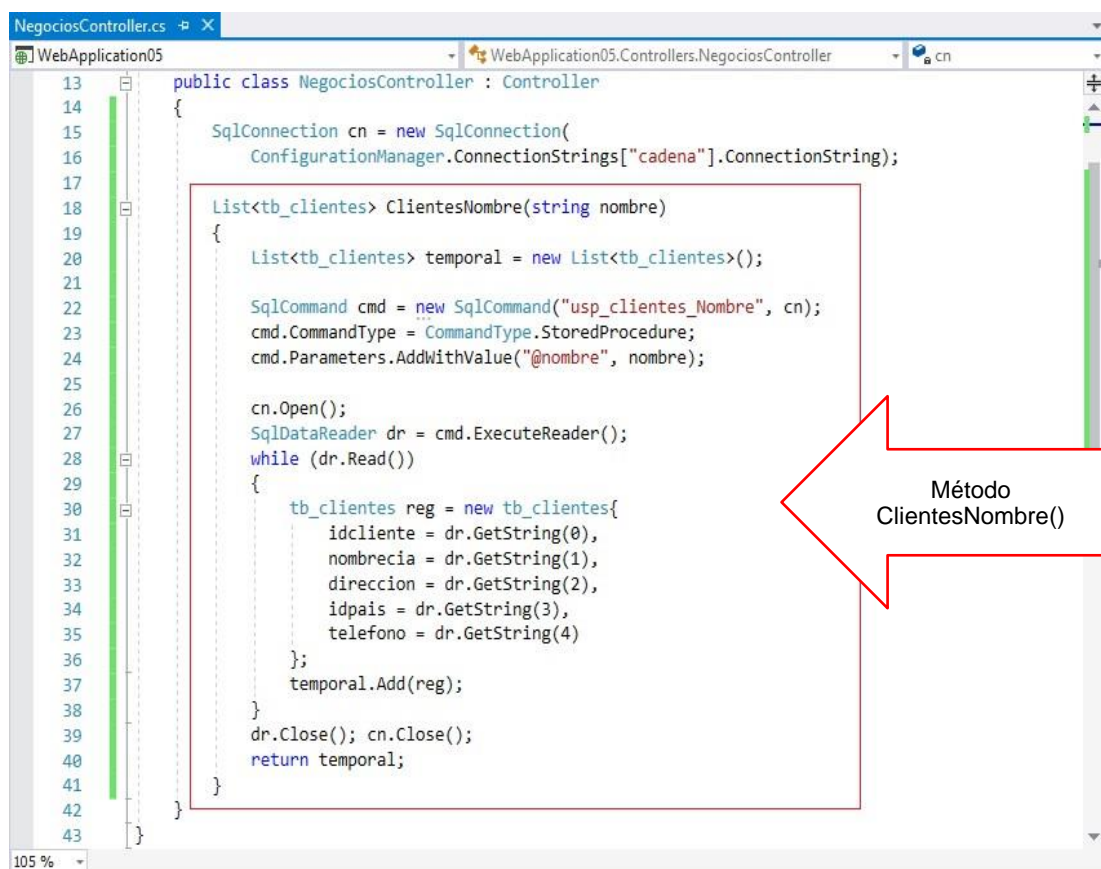 NegociosController.cs
WebApplication05 WebApplication05.Controllers.NegociosController cn
13 public class NegociosController : Controller
14 {
15 SqlConnection cn = new SqlConnection(
16 ConfigurationManager.ConnectionStrings["cadena"].ConnectionString);
17
18 List<tb_clientes> ClientesNombre(string nombre)
19 {
20 List<tb_clientes> temporal = new List<tb_clientes>();
21
22 SqlCommand cmd = new SqlCommand("usp_clientes_Nombre", cn);
23 cmd.CommandType = CommandType.StoredProcedure;
24 cmd.Parameters.AddWithValue("@nombre", nombre);
25
26 cn.Open();
27 SqlDataReader dr = cmd.ExecuteReader();
28 while (dr.Read())
29 {
30 tb_clientes reg = new tb_clientes{
31 idcliente = dr.GetString(0),
32 nombrecia = dr.GetString(1),
33 direccion = dr.GetString(2),
34 idpais = dr.GetString(3),
35 telefono = dr.GetString(4)
36 };
37 temporal.Add(reg);
38 }
39 dr.Close(); cn.Close();
40 return temporal;
41 }
42 }
43 }
Método
ClientesNombre()
105 %